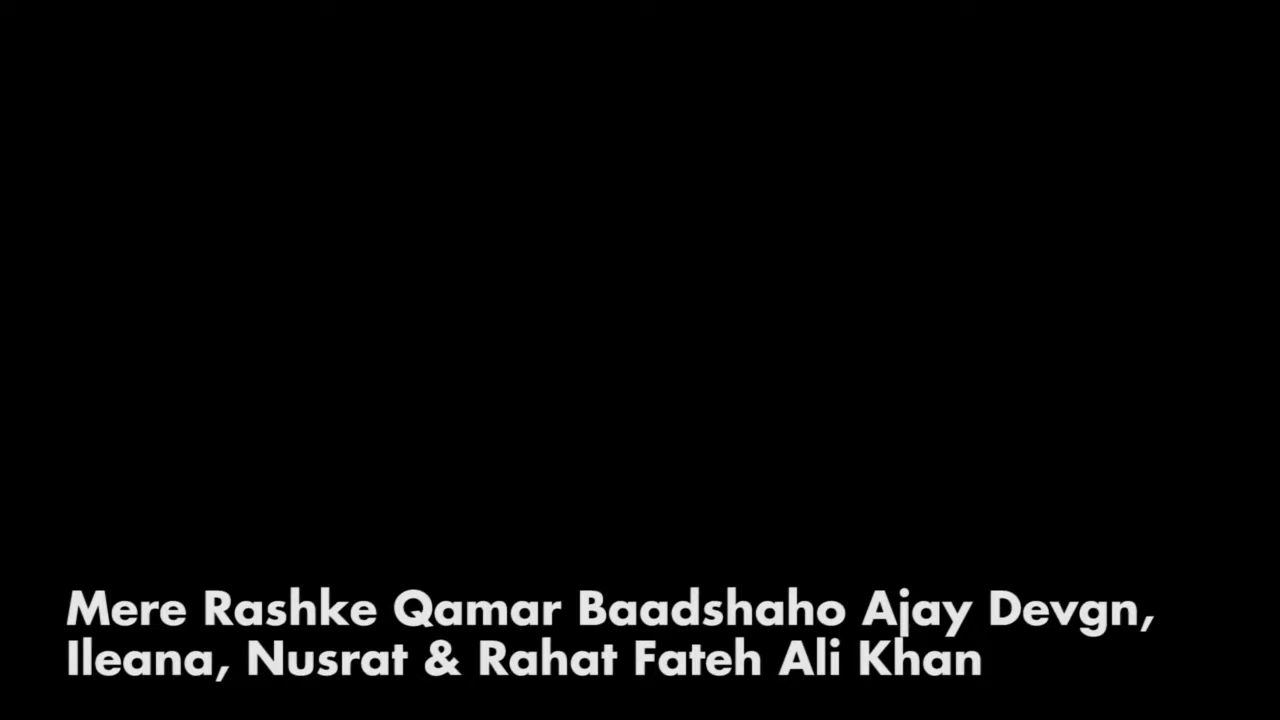 Mere Rashke Qamar Baadshaho Ajay Devgn,
Ileana, Nusrat & Rahat Fateh Ali Khan